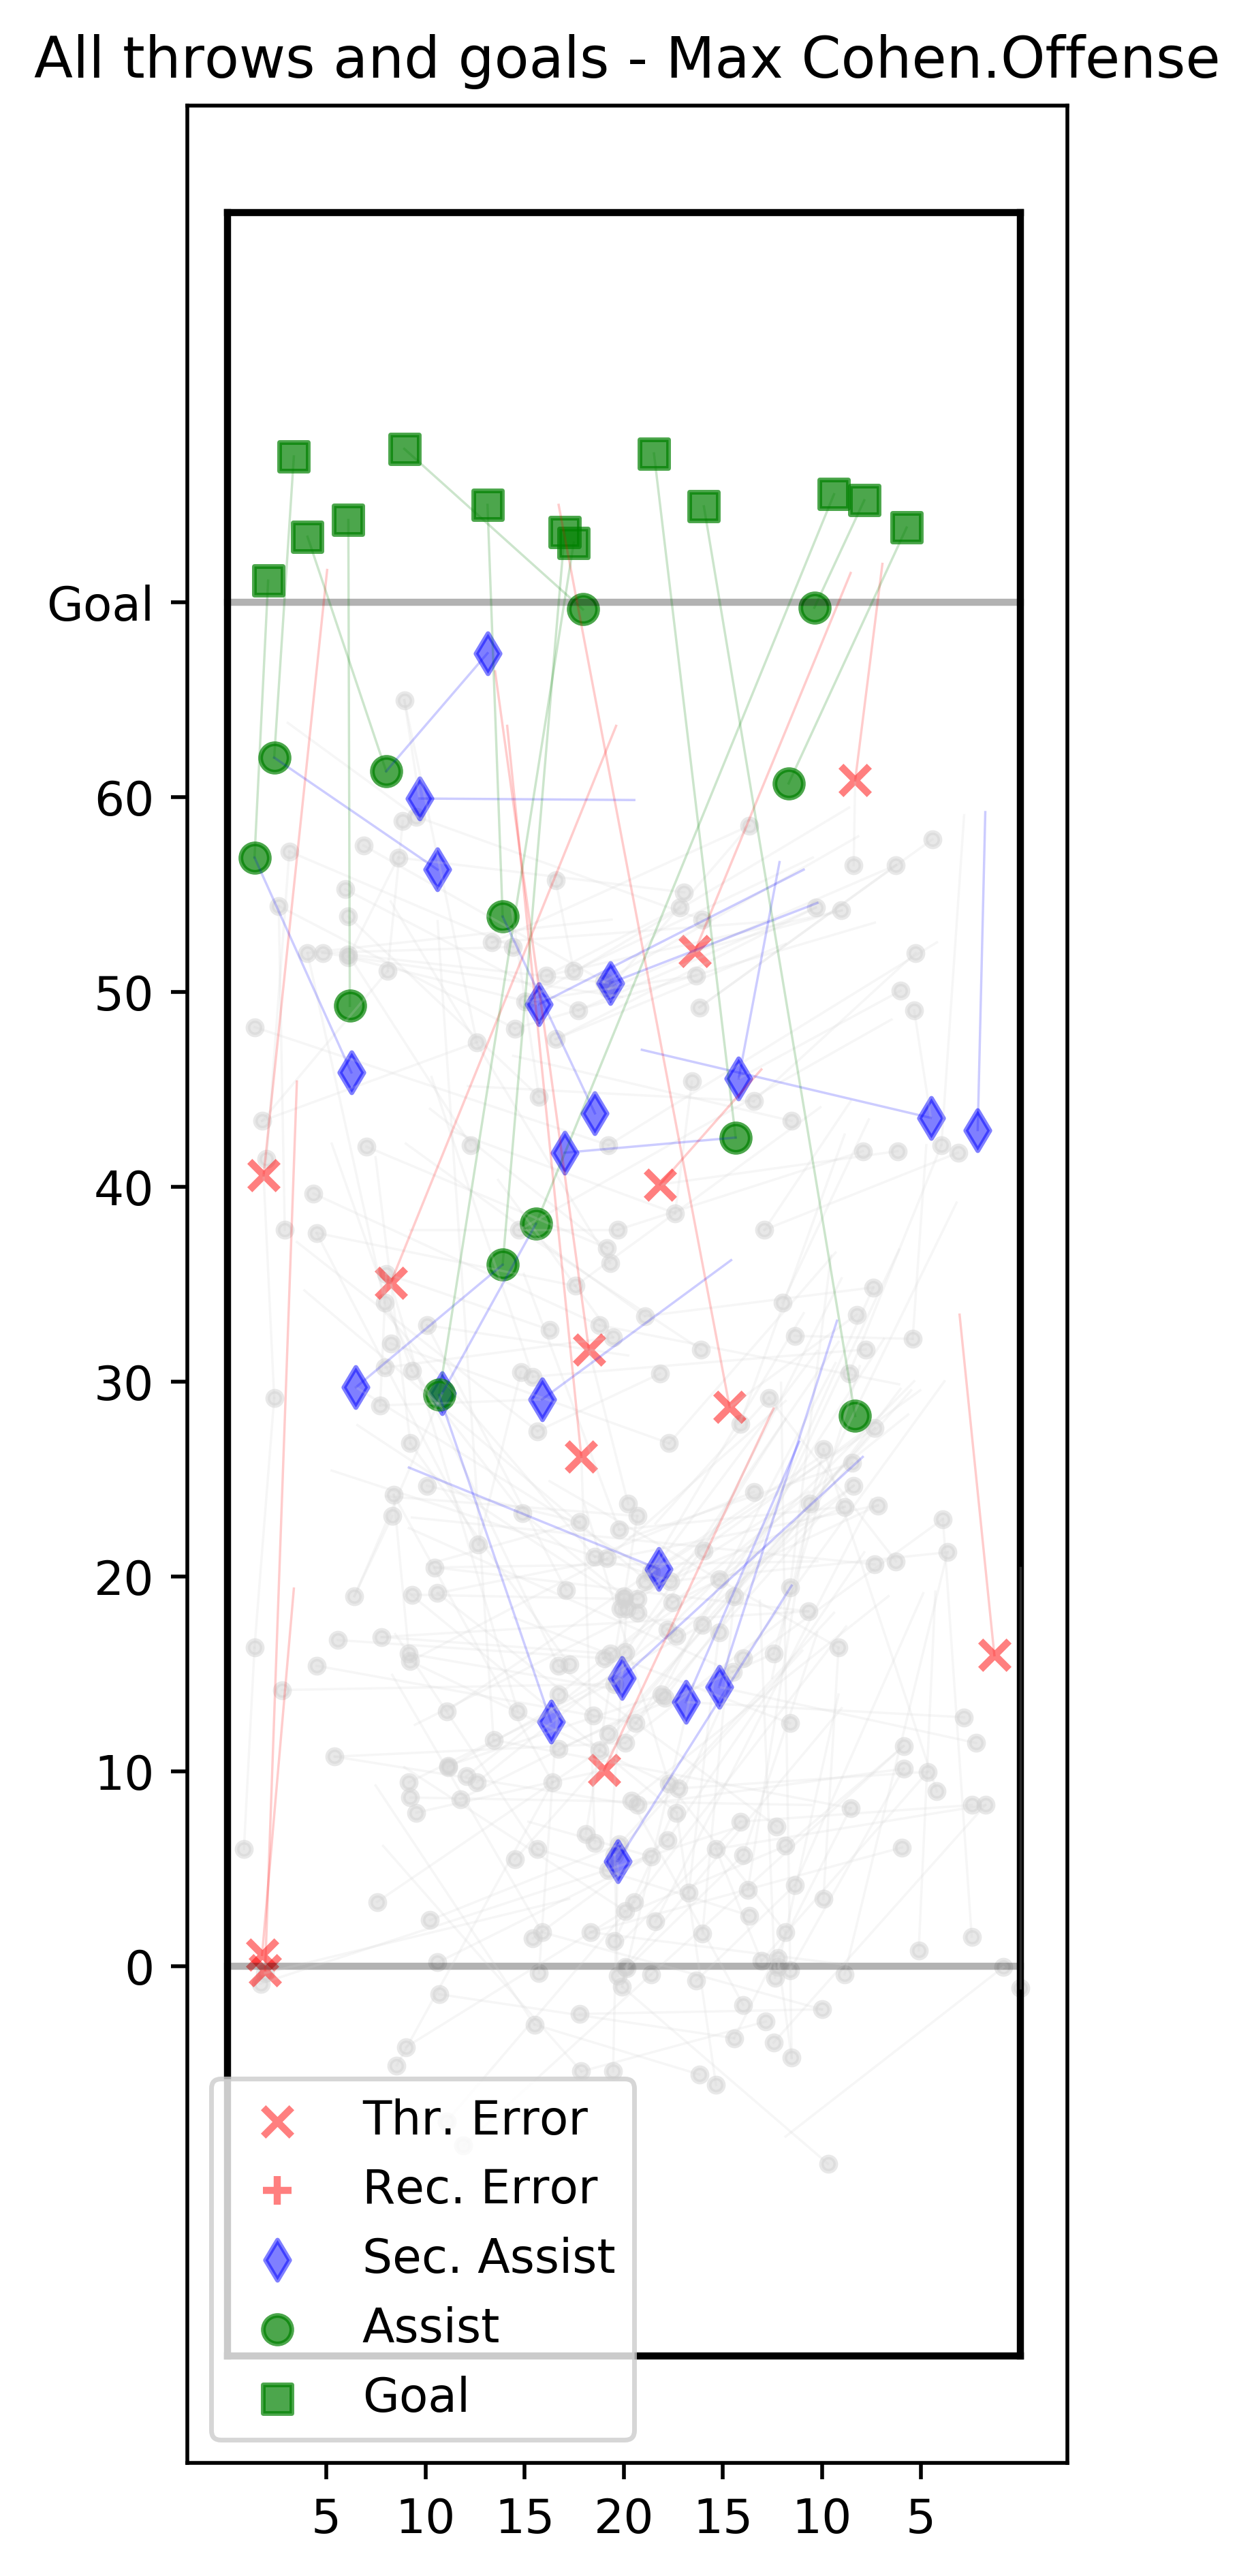 All throws and goals - Max Cohen.Offense
Goal
60
50
40
30
20
10
0
Thr. Error
Rec. Error
Sec. Assist
Assist
Goal
5 10 15 20 15 10 5